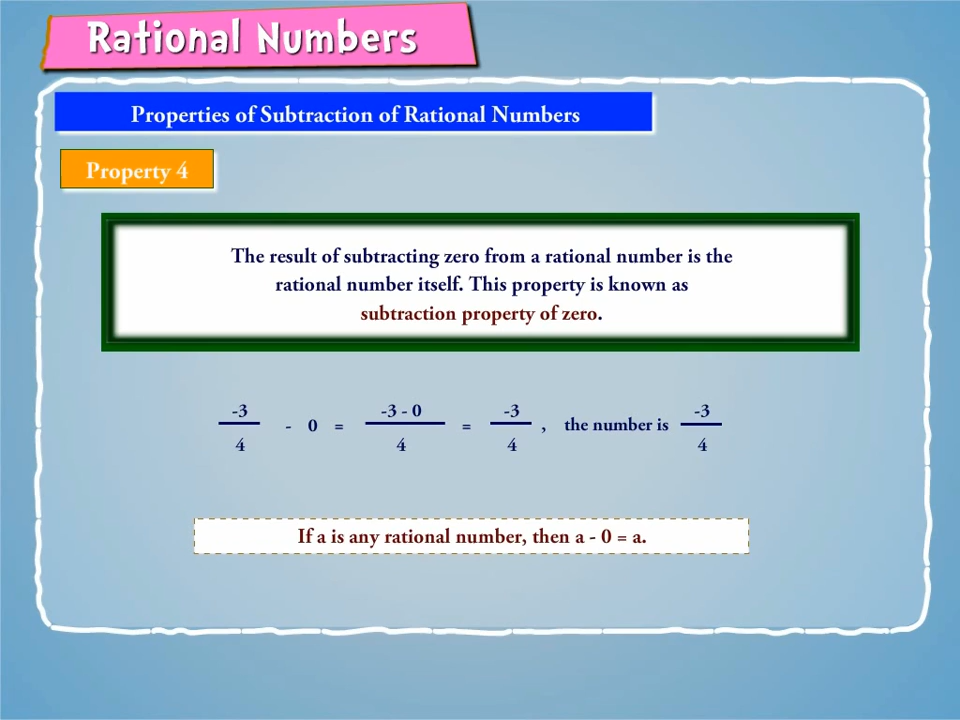 Rational Numbers
Properties of Subtraction of Rational Numbers
Property 4
The result of subtracting zero from a rational number is the
rational number itself. This property is known as
subtraction property of zero.
-3/4 - 0 = -3 - 0/4 = -3/4 , the number is -3/4
If a is any rational number, then a - 0 = a.